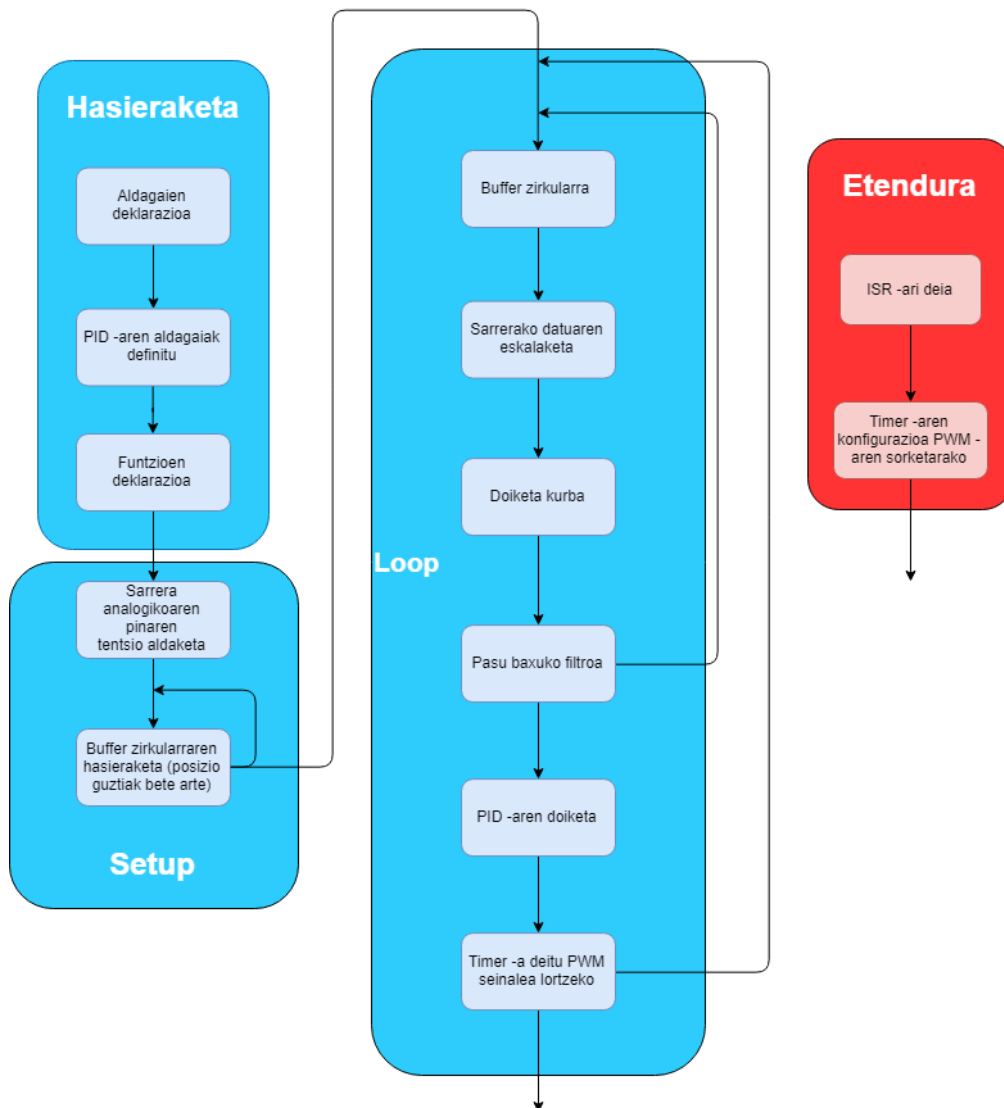 Hasieraketa
Aldagaien
deklarazioa
PID -aren aldagaiak
definitu
Funtzioen
deklarazioa
Sarrera
analogikoaren
pinaren
tentsio aldaketa
Buffer zirkularraren
hasieraketa (posizio
guztiak bete arte)
Setup
Buffer zirkularra
Sarrerako datuaren
eskalaketa
Doiketa kurba
Loop
Pasu baxuko filtroa
PID -aren doiketa
Timer -a deitu PWM
seinalea lortzeko
Etendura
ISR -ari deia
Timer -aren
konfigurazioa PWM -
aren sorketarako